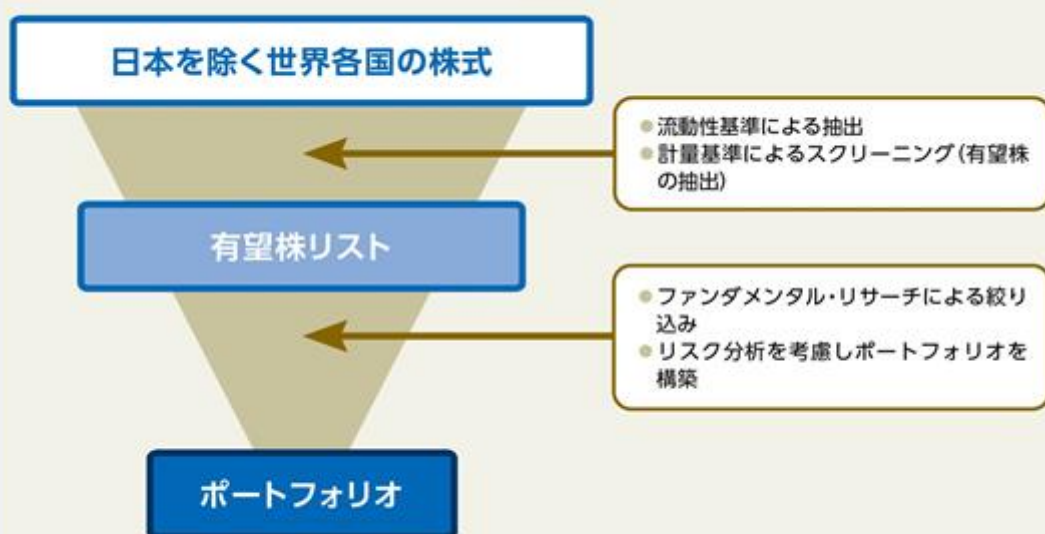 日本を除く世界各国の株式
●流動性基準による抽出
●計量基準によるスクリーニング(有望株
の抽出)
有望株リスト
●ファンダメンタル・リサーチによる絞り
込み
●リスク分析を考慮しポートフォリオを
構築
ポートフォリオ